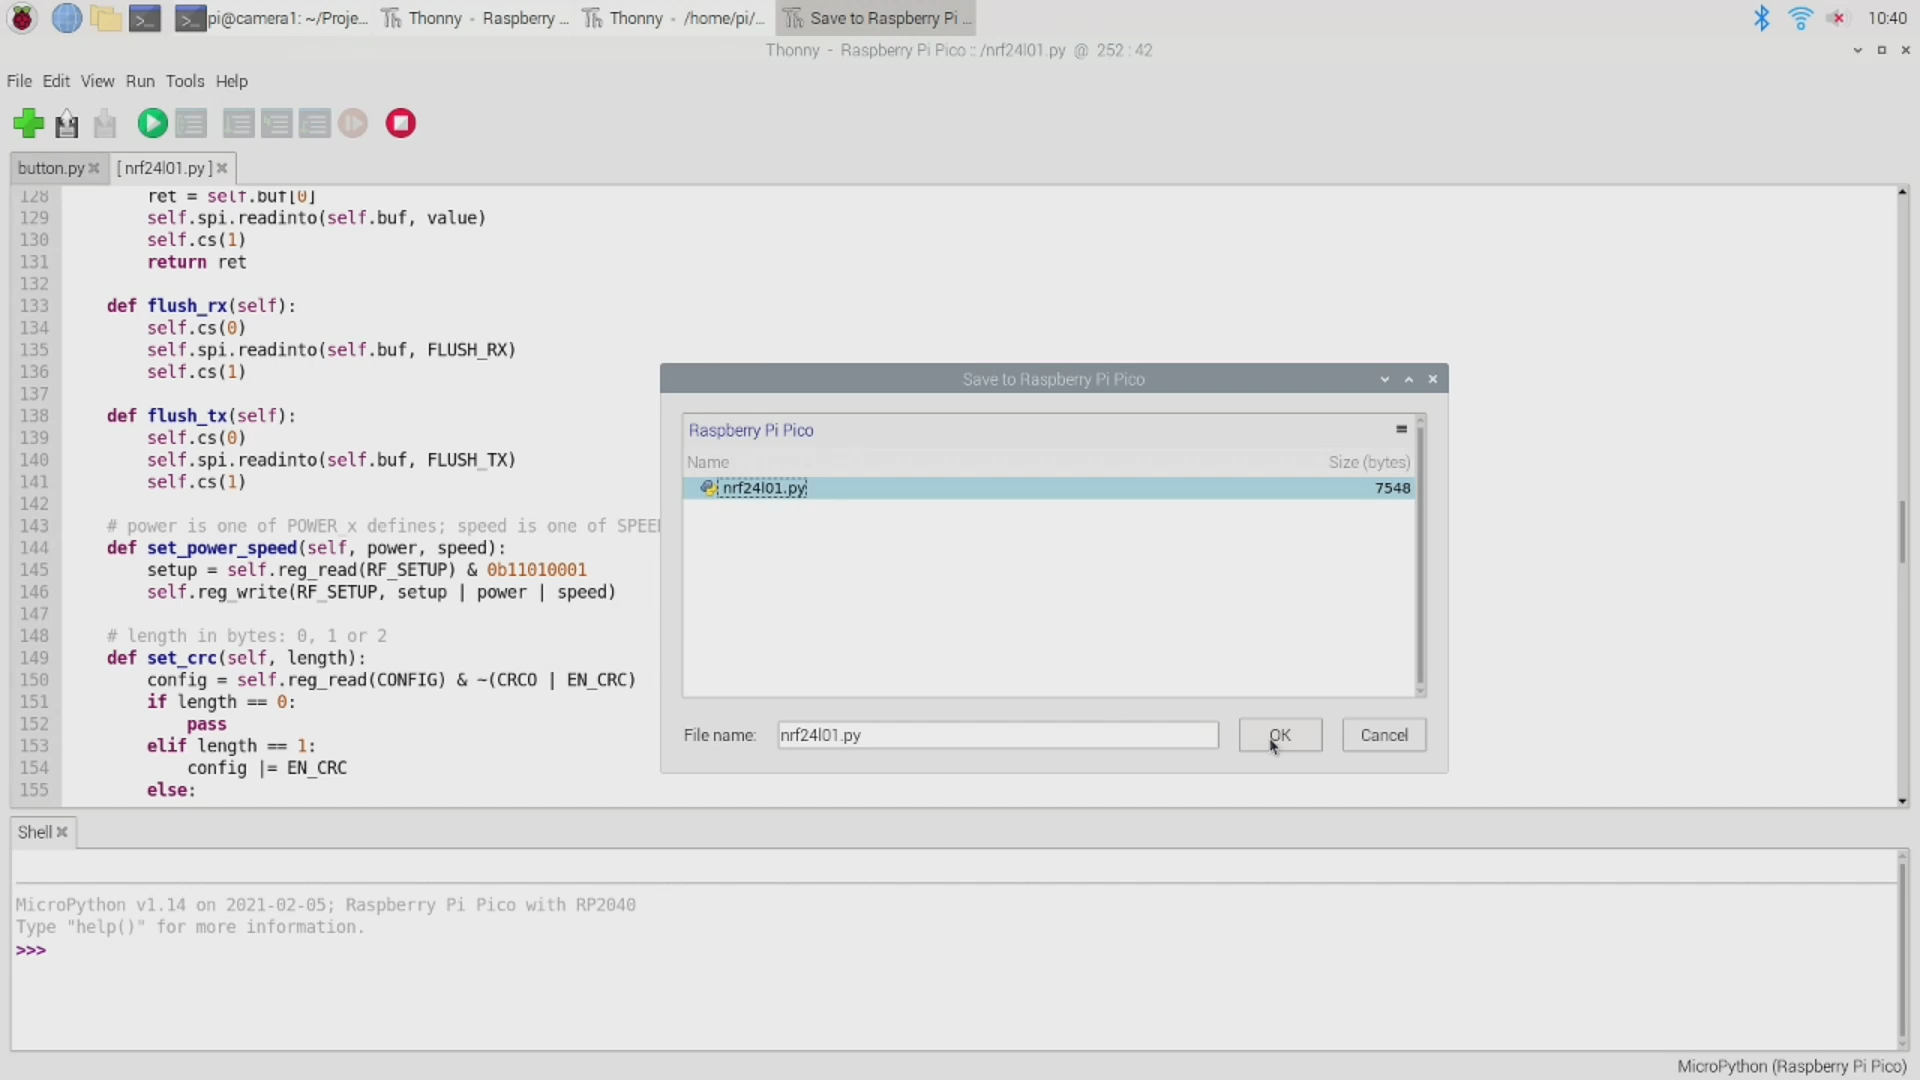 pi@camera1: ~/Proje... Thonny - Raspberry ... Thonny - /home/pi/... Save to Raspberry Pi ... 10:40
Thonny - Raspberry Pi Pico :: /nrf24l01.py @ 252 : 42
File Edit View Run Tools Help
button.py [ nrf24l01.py ]
128 ret = self.buf[0]
129 self.spi.readinto(self.buf, value)
130 self.cs(1)
131 return ret
132
133 def flush_rx(self):
134 self.cs(0)
135 self.spi.readinto(self.buf, FLUSH_RX)
136 self.cs(1)
137
138 def flush_tx(self):
139 self.cs(0)
140 self.spi.readinto(self.buf, FLUSH_TX)
141 self.cs(1)
142
143 # power is one of POWER_x defines; speed is one of SPEE
144 def set_power_speed(self, power, speed):
145 setup = self.reg_read(RF_SETUP) & 0b11010001
146 self.reg_write(RF_SETUP, setup | power | speed)
147
148 # length in bytes: 0, 1 or 2
149 def set_crc(self, length):
150 config = self.reg_read(CONFIG) & ~(CRCO | EN_CRC)
151 if length == 0:
152 pass
153 elif length == 1:
154 config |= EN_CRC
155 else:
Save to Raspberry Pi Pico
Raspberry Pi Pico
Name Size (bytes)
nrf24l01.py 7548
File name: nrf24l01.py OK Cancel
Shell
MicroPython v1.14 on 2021-02-05; Raspberry Pi Pico with RP2040
Type "help()" for more information.
>>>
MicroPython (Raspberry Pi Pico)